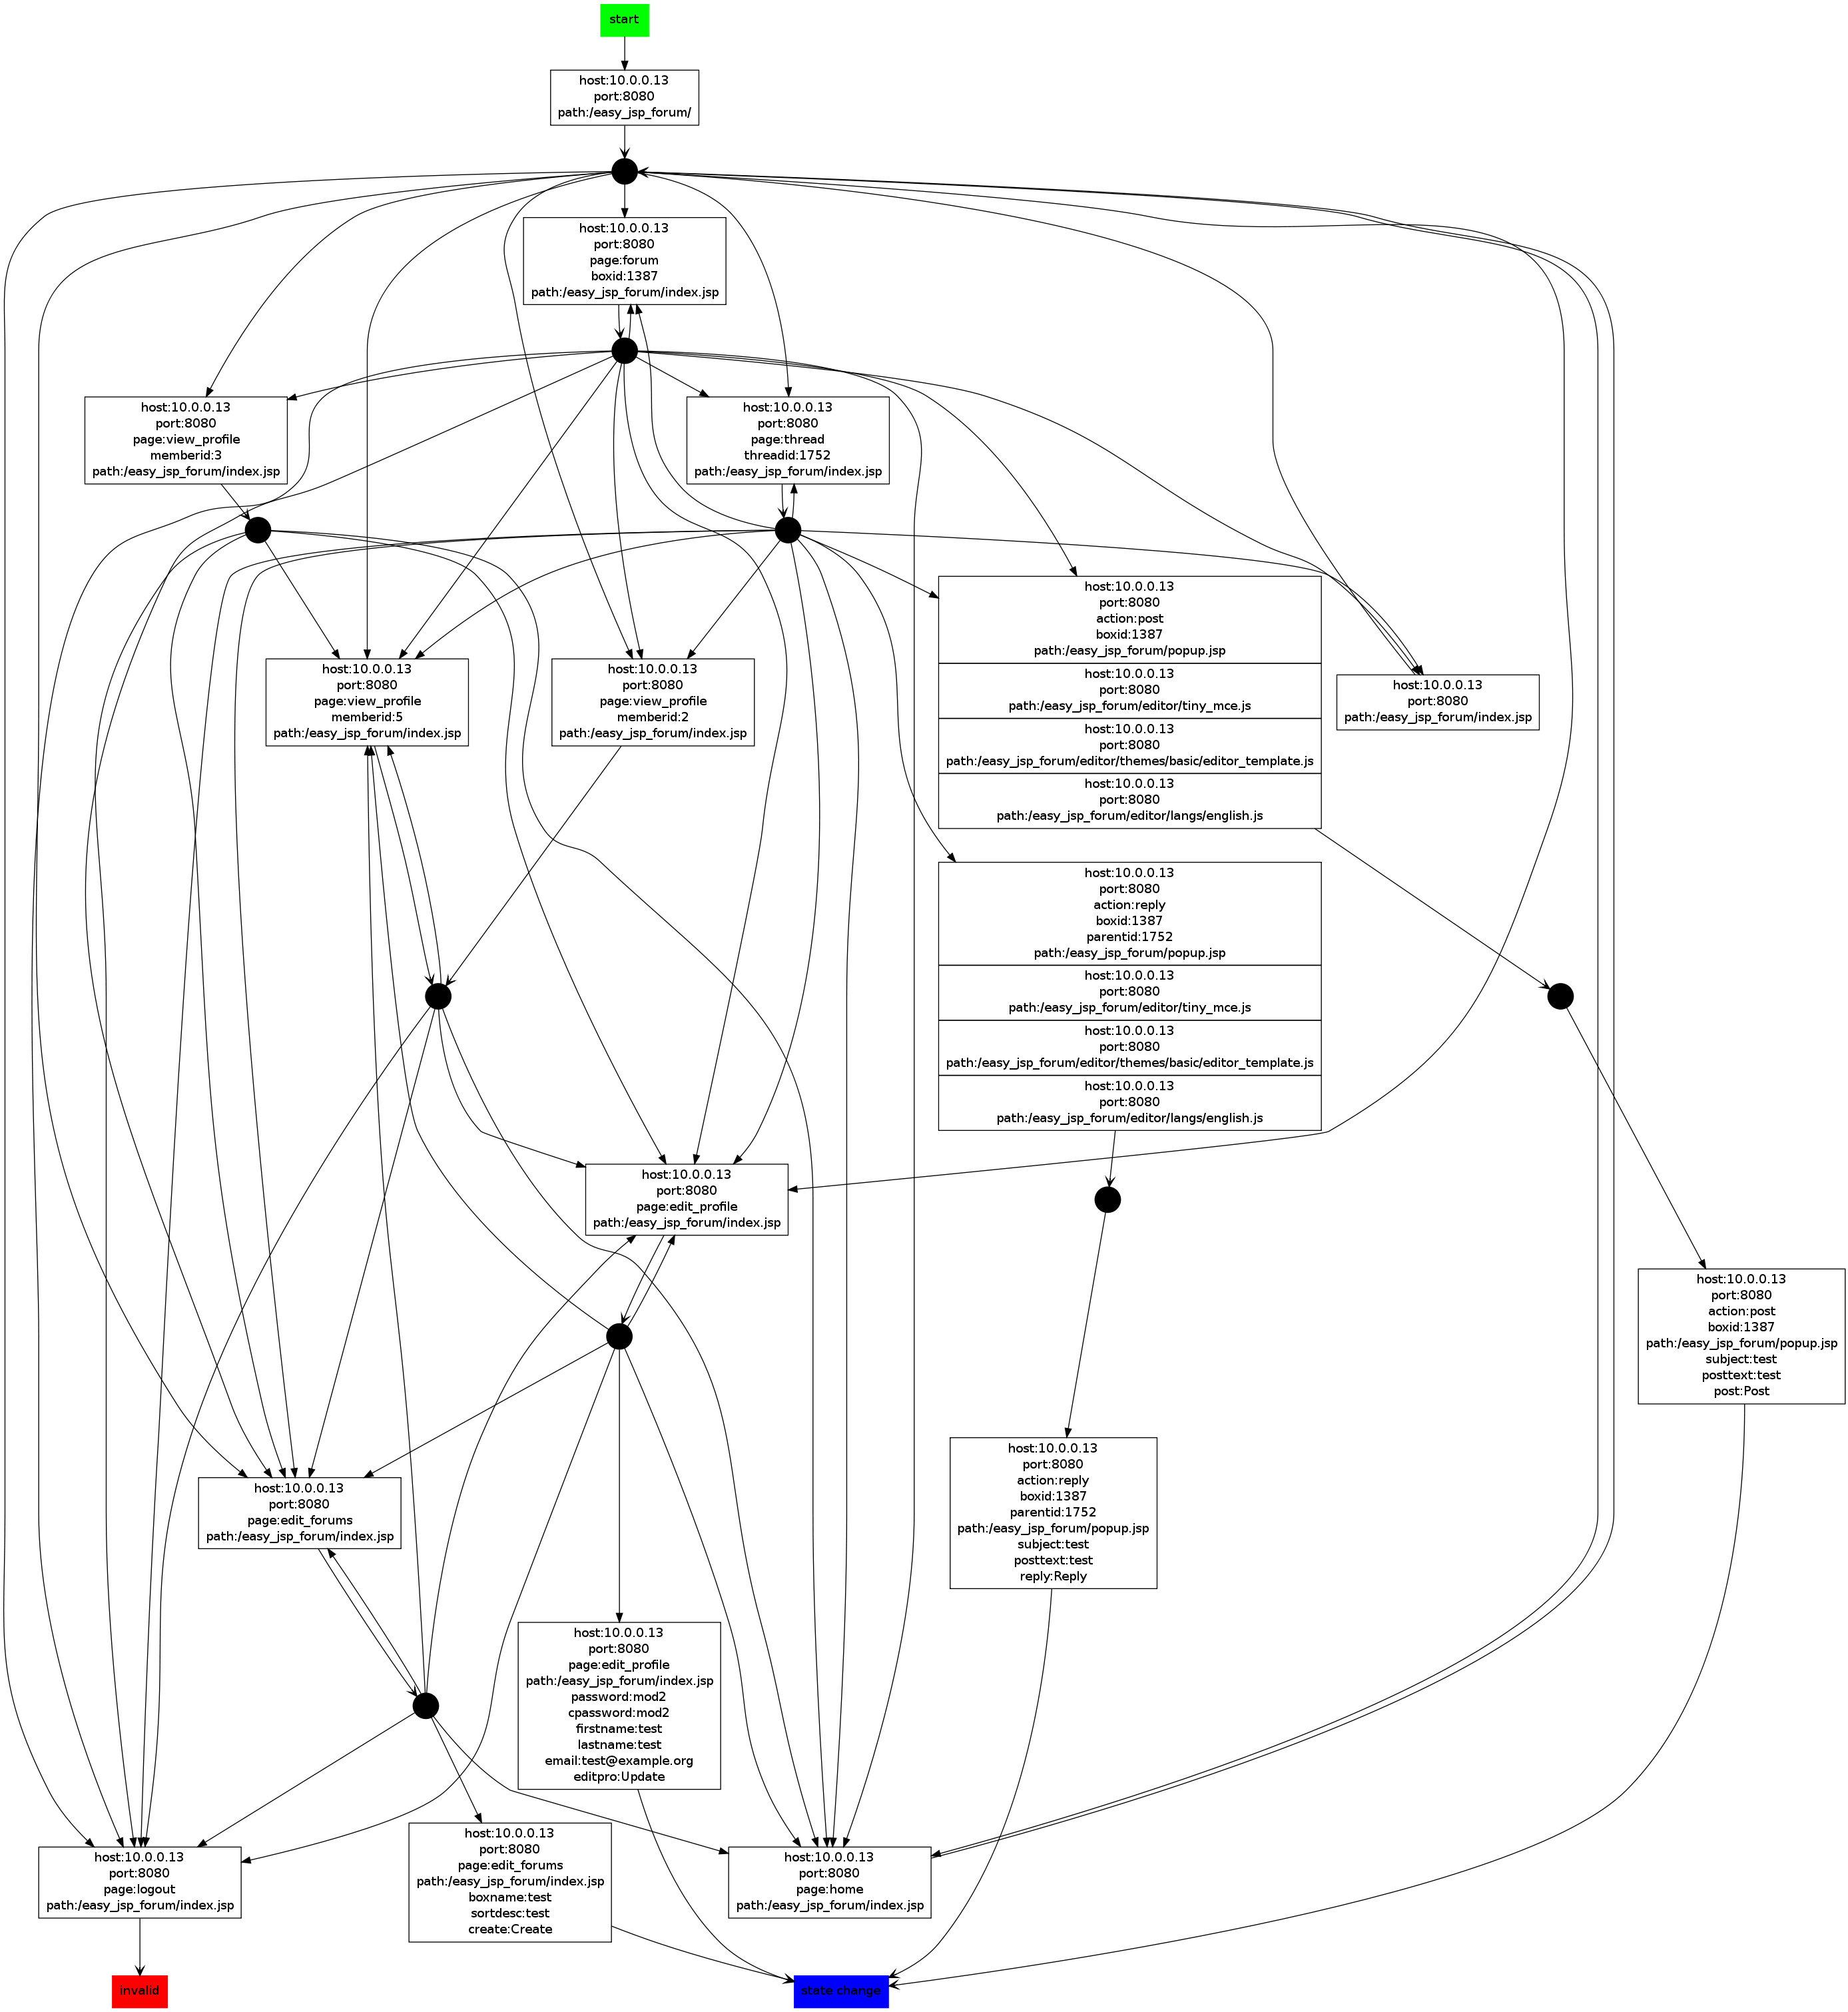 start
host:10.0.0.13
port:8080
path:/easy_jsp_forum/
host:10.0.0.13
port:8080
page:forum
boxid:1387
path:/easy_jsp_forum/index.jsp
host:10.0.0.13
port:8080
page:view_profile
memberid:3
path:/easy_jsp_forum/index.jsp
host:10.0.0.13
port:8080
page:thread
threadid:1752
path:/easy_jsp_forum/index.jsp
host:10.0.0.13
port:8080
page:view_profile
memberid:5
path:/easy_jsp_forum/index.jsp
host:10.0.0.13
port:8080
page:view_profile
memberid:2
path:/easy_jsp_forum/index.jsp
host:10.0.0.13
port:8080
action:post
boxid:1387
path:/easy_jsp_forum/popup.jsp
host:10.0.0.13
port:8080
path:/easy_jsp_forum/editor/tiny_mce.js
host:10.0.0.13
port:8080
path:/easy_jsp_forum/editor/themes/basic/editor_template.js
host:10.0.0.13
port:8080
path:/easy_jsp_forum/editor/langs/english.js
host:10.0.0.13
port:8080
path:/easy_jsp_forum/index.jsp
host:10.0.0.13
port:8080
action:reply
boxid:1387
parentid:1752
path:/easy_jsp_forum/popup.jsp
host:10.0.0.13
port:8080
path:/easy_jsp_forum/editor/tiny_mce.js
host:10.0.0.13
port:8080
path:/easy_jsp_forum/editor/themes/basic/editor_template.js
host:10.0.0.13
port:8080
path:/easy_jsp_forum/editor/langs/english.js
host:10.0.0.13
port:8080
page:edit_profile
path:/easy_jsp_forum/index.jsp
host:10.0.0.13
port:8080
action:post
boxid:1387
path:/easy_jsp_forum/popup.jsp
subject:test
posttext:test
post:Post
host:10.0.0.13
port:8080
action:reply
boxid:1387
parentid:1752
path:/easy_jsp_forum/popup.jsp
subject:test
posttext:test
reply:Reply
host:10.0.0.13
port:8080
page:edit_forums
path:/easy_jsp_forum/index.jsp
host:10.0.0.13
port:8080
page:edit_profile
path:/easy_jsp_forum/index.jsp
password:mod2
cpassword:mod2
firstname:test
lastname:test
email:test@example.org
editpro:Update
host:10.0.0.13
port:8080
page:logout
path:/easy_jsp_forum/index.jsp
host:10.0.0.13
port:8080
page:edit_forums
path:/easy_jsp_forum/index.jsp
boxname:test
sortdesc:test
create:Create
host:10.0.0.13
port:8080
page:home
path:/easy_jsp_forum/index.jsp
invalid
state change